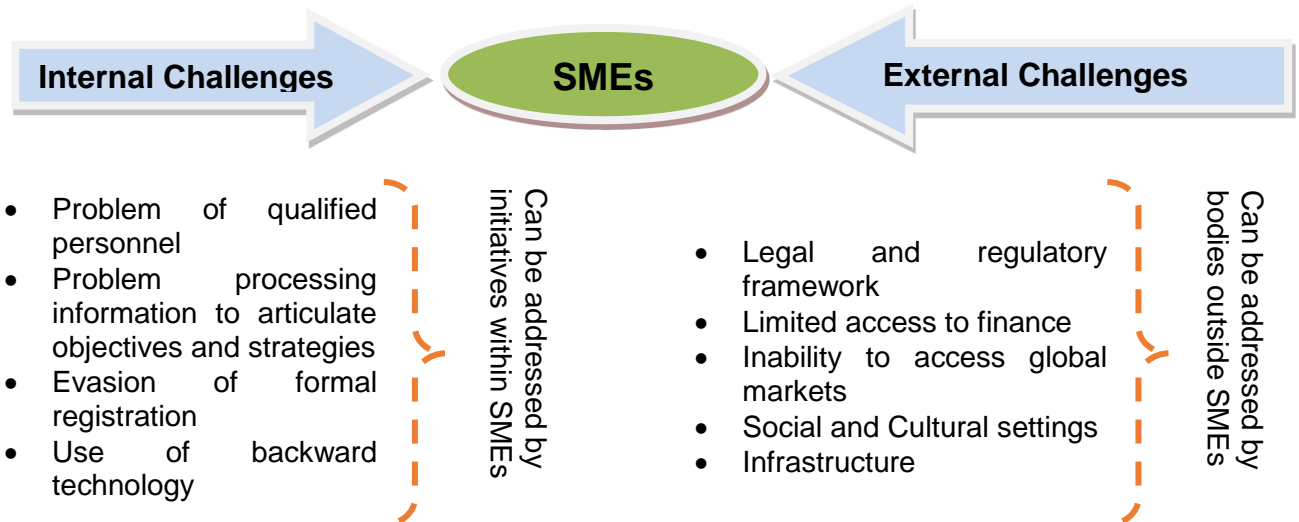 Internal Challenges
SMEs
External Challenges
• Problem of qualified
personnel
• Problem processing
information to articulate
objectives and strategies
• Evasion of formal
registration
• Use of backward
technology
Can be addressed by
initiatives within SMEs
• Legal and regulatory
framework
• Limited access to finance
• Inability to access global
markets
• Social and Cultural settings
• Infrastructure
Can be addressed by
bodies outside SMEs